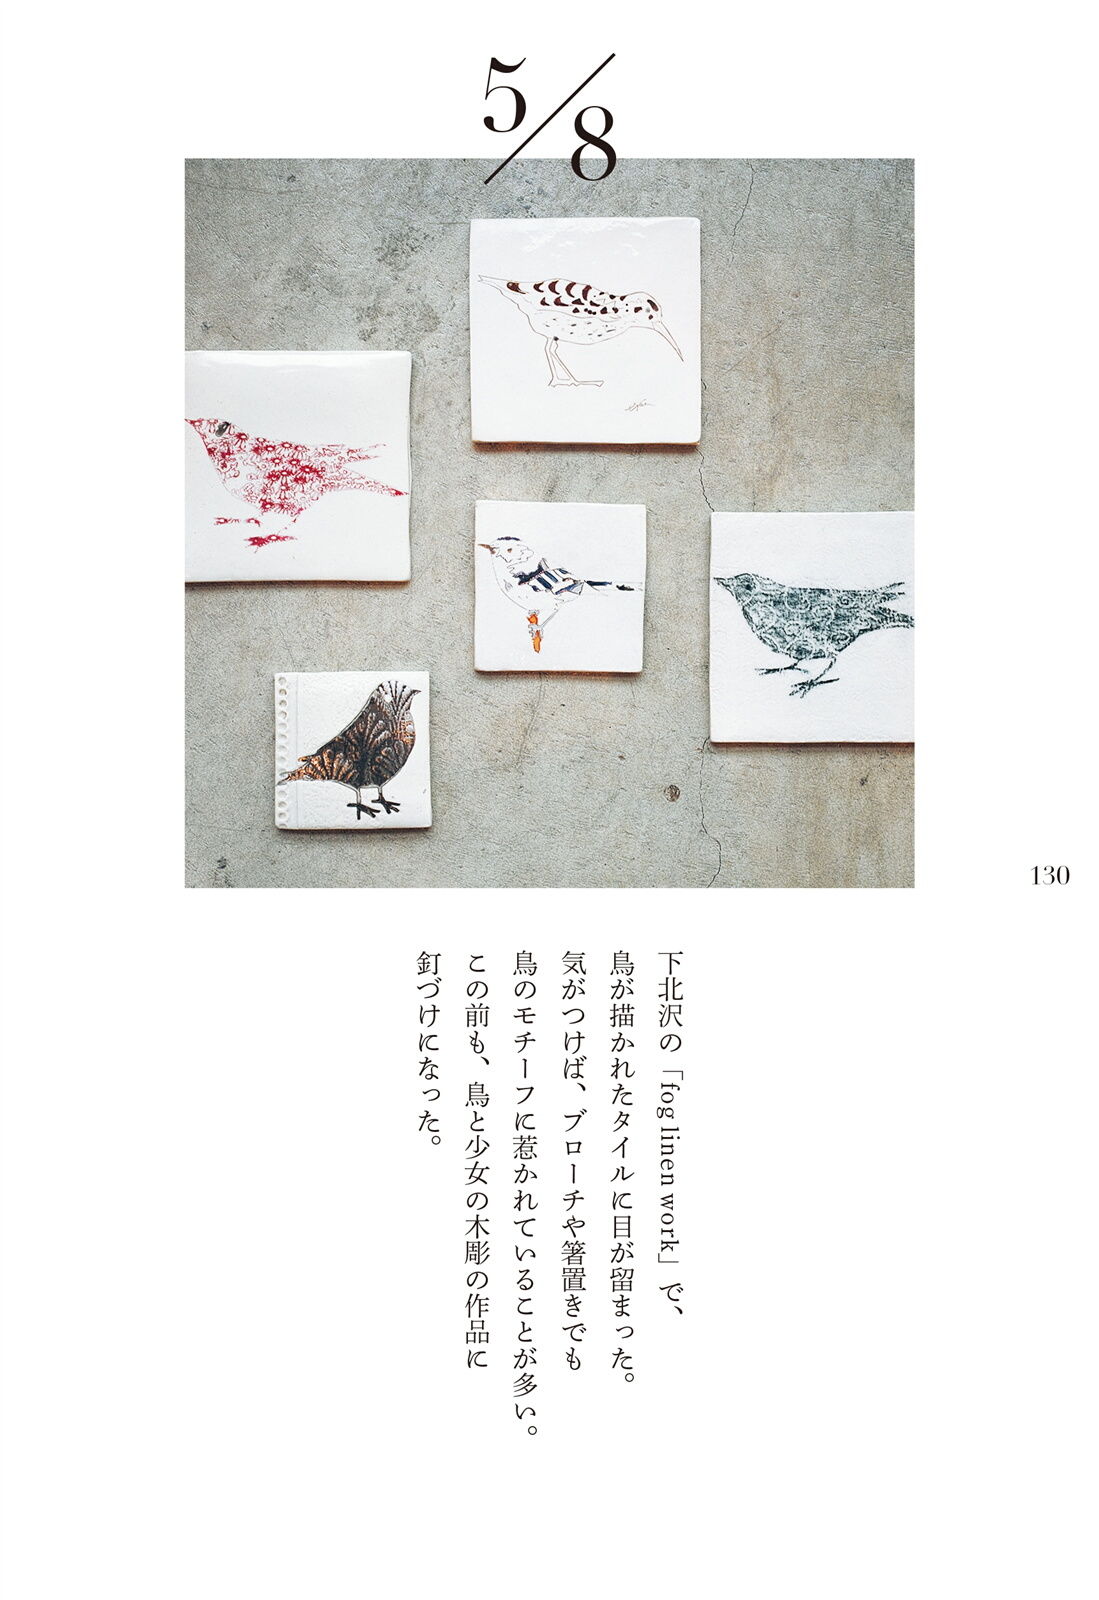 5/8
130
下北沢の「fog linen work」で、
鳥が描かれたタイルに目が留まった。
気がつけば、ブローチや箸置きでも
鳥のモチーフに惹かれていることが多い。
この前も、鳥と少女の木彫の作品に
釘づけになった。